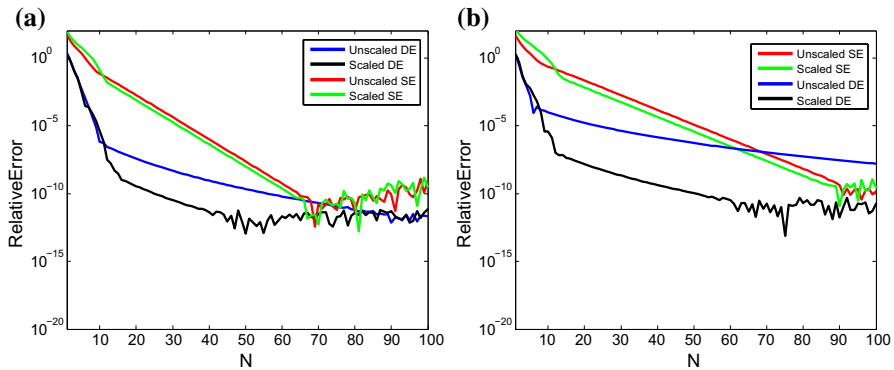 (a)
RelativeError
10^0
10^-5
10^-10
10^-15
10^-20
Unscaled DE
Scaled DE
Unscaled SE
Scaled SE
10 20 30 40 50 60 70 80 90 100
N
(b)
RelativeError
10^0
10^-5
10^-10
10^-15
10^-20
Unscaled SE
Scaled SE
Unscaled DE
Scaled DE
10 20 30 40 50 60 70 80 90 100
N